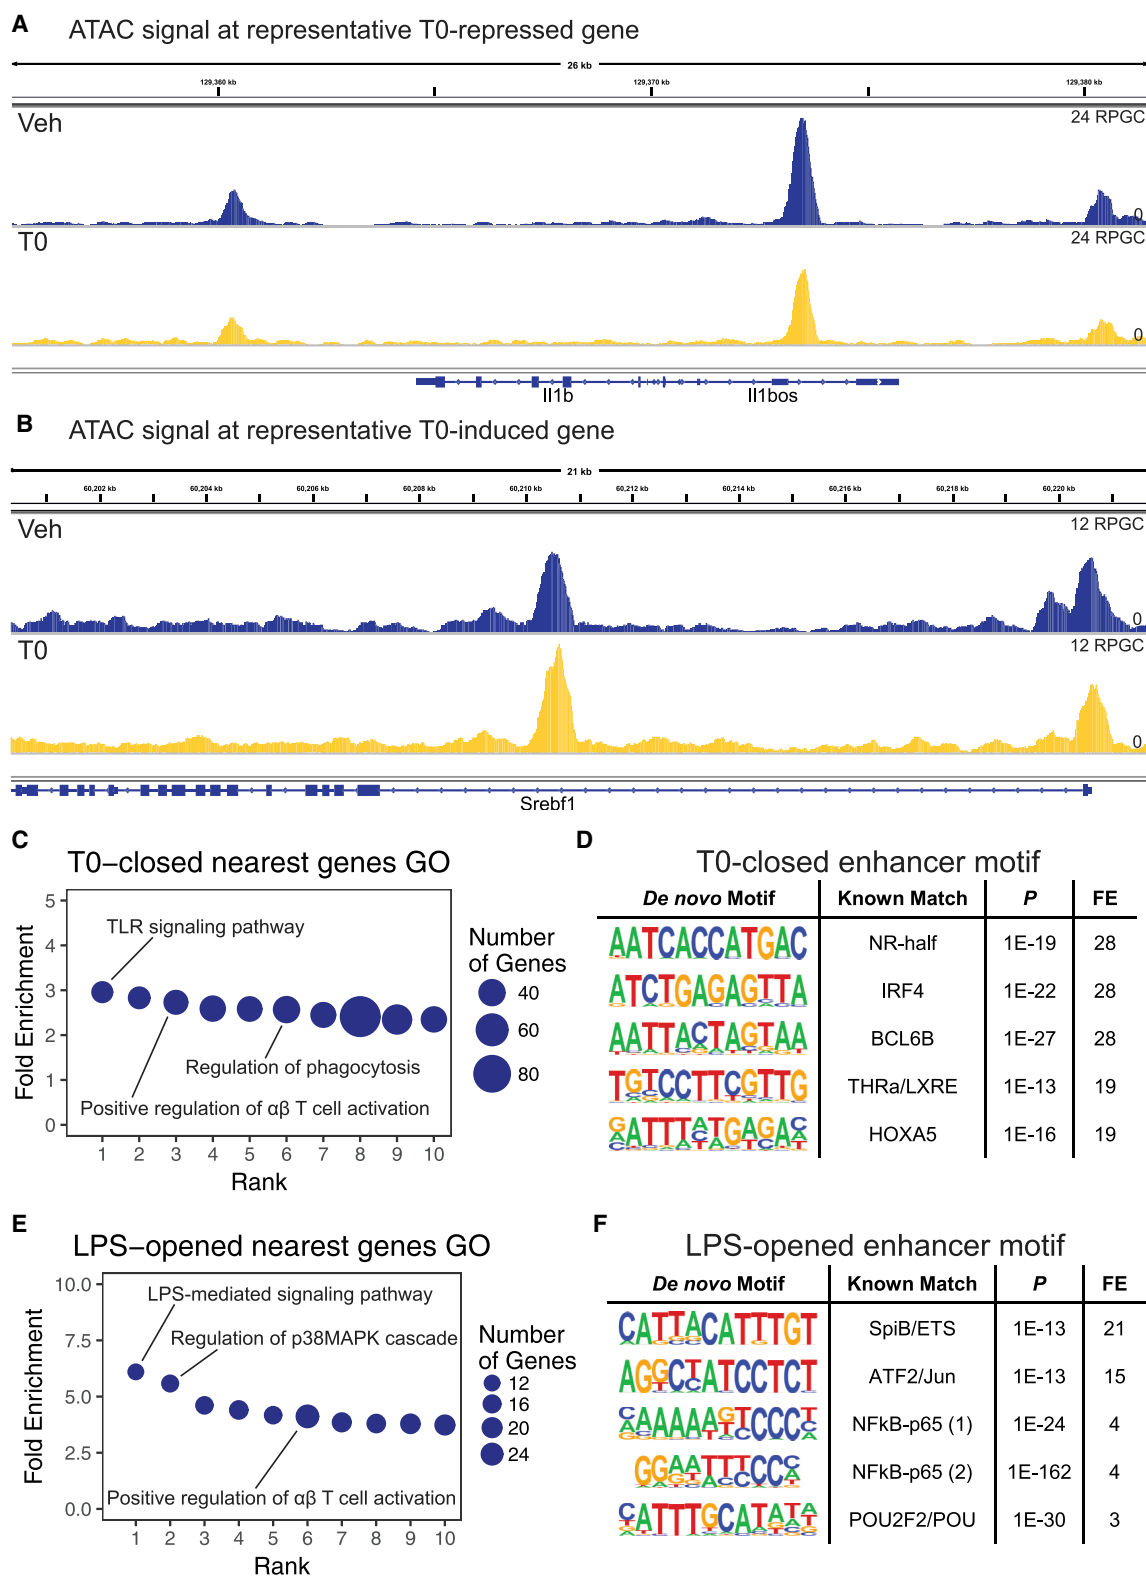 A ATAC signal at representative T0-repressed gene
26 kb
129,360 kb 129,370 kb 129,380 kb
Veh 24 RPGC
0
T0 24 RPGC
0
Il1b Il1bos
B ATAC signal at representative T0-induced gene
21 kb
60,202 kb 60,204 kb 60,206 kb 60,208 kb 60,210 kb 60,212 kb 60,214 kb 60,216 kb 60,218 kb 60,220 kb
Veh 12 RPGC
0
T0 12 RPGC
0
Srebf1
C T0–closed nearest genes GO
Fold Enrichment
5
4
3
2
1
0
TLR signaling pathway
Regulation of phagocytosis
Positive regulation of αβ T cell activation
1 2 3 4 5 6 7 8 9 10
Rank
Number
of Genes
40
60
80
D T0-closed enhancer motif
De novo Motif Known Match P FE
AATCACCATGAC NR-half 1E-19 28
ATCTGAGAGTTA IRF4 1E-22 28
AATTACTAGTAA BCL6B 1E-27 28
TGTCCTTCGTTG THRa/LXRE 1E-13 19
GATTTATGAGAC HOXA5 1E-16 19
E LPS–opened nearest genes GO
Fold Enrichment
10.0
7.5
5.0
2.5
0.0
LPS-mediated signaling pathway
Regulation of p38MAPK cascade
Positive regulation of αβ T cell activation
1 2 3 4 5 6 7 8 9 10
Rank
Number
of Genes
12
16
20
24
F LPS-opened enhancer motif
De novo Motif Known Match P FE
CATTACATTTGT SpiB/ETS 1E-13 21
AGGCTATCCTCT ATF2/Jun 1E-13 15
CAAAAAGTCCCT NFkB-p65 (1) 1E-24 4
GGAATTTCCC NFkB-p65 (2) 1E-162 4
CATTTGCATATA POU2F2/POU 1E-30 3